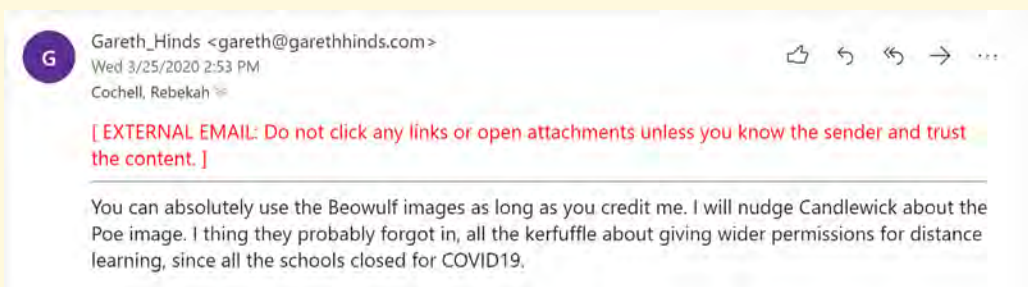 G
Gareth_Hinds <gareth@garethhinds.com>
Wed 3/25/2020 2:53 PM
Cochell, Rebekah
[ EXTERNAL EMAIL: Do not click any links or open attachments unless you know the sender and trust
the content. ]
You can absolutely use the Beowulf images as long as you credit me. I will nudge Candlewick about the
Poe image. I thing they probably forgot in, all the kerfuffle about giving wider permissions for distance
learning, since all the schools closed for COVID19.